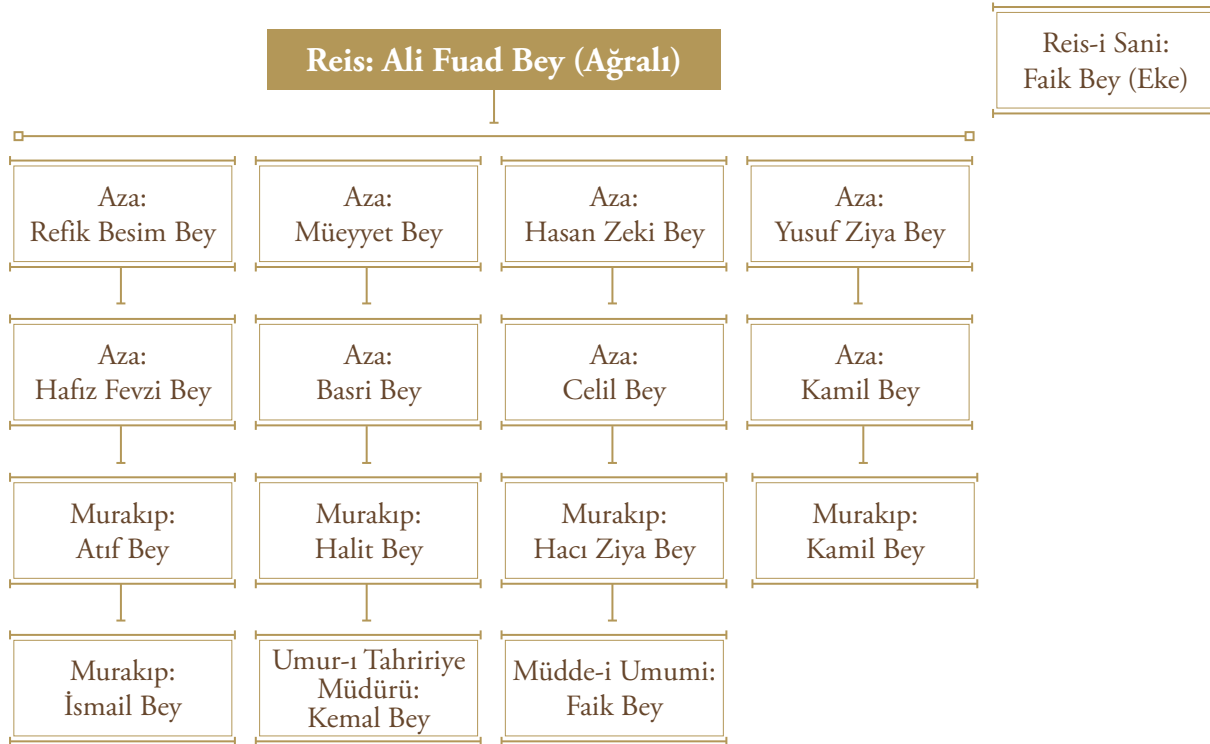 Reis: Ali Fuad Bey (Ağralı)
Reis-i Sani:
Faik Bey (Eke)
Aza:
Refik Besim Bey
Aza:
Müeyyet Bey
Aza:
Hasan Zeki Bey
Aza:
Yusuf Ziya Bey
Aza:
Hafız Fevzi Bey
Aza:
Basri Bey
Aza:
Celil Bey
Aza:
Kamil Bey
Murakıp:
Atıf Bey
Murakıp:
Halit Bey
Murakıp:
Hacı Ziya Bey
Murakıp:
Kamil Bey
Murakıp:
İsmail Bey
Umur-ı Tahririye
Müdürü:
Kemal Bey
Müdde-i Umumi:
Faik Bey